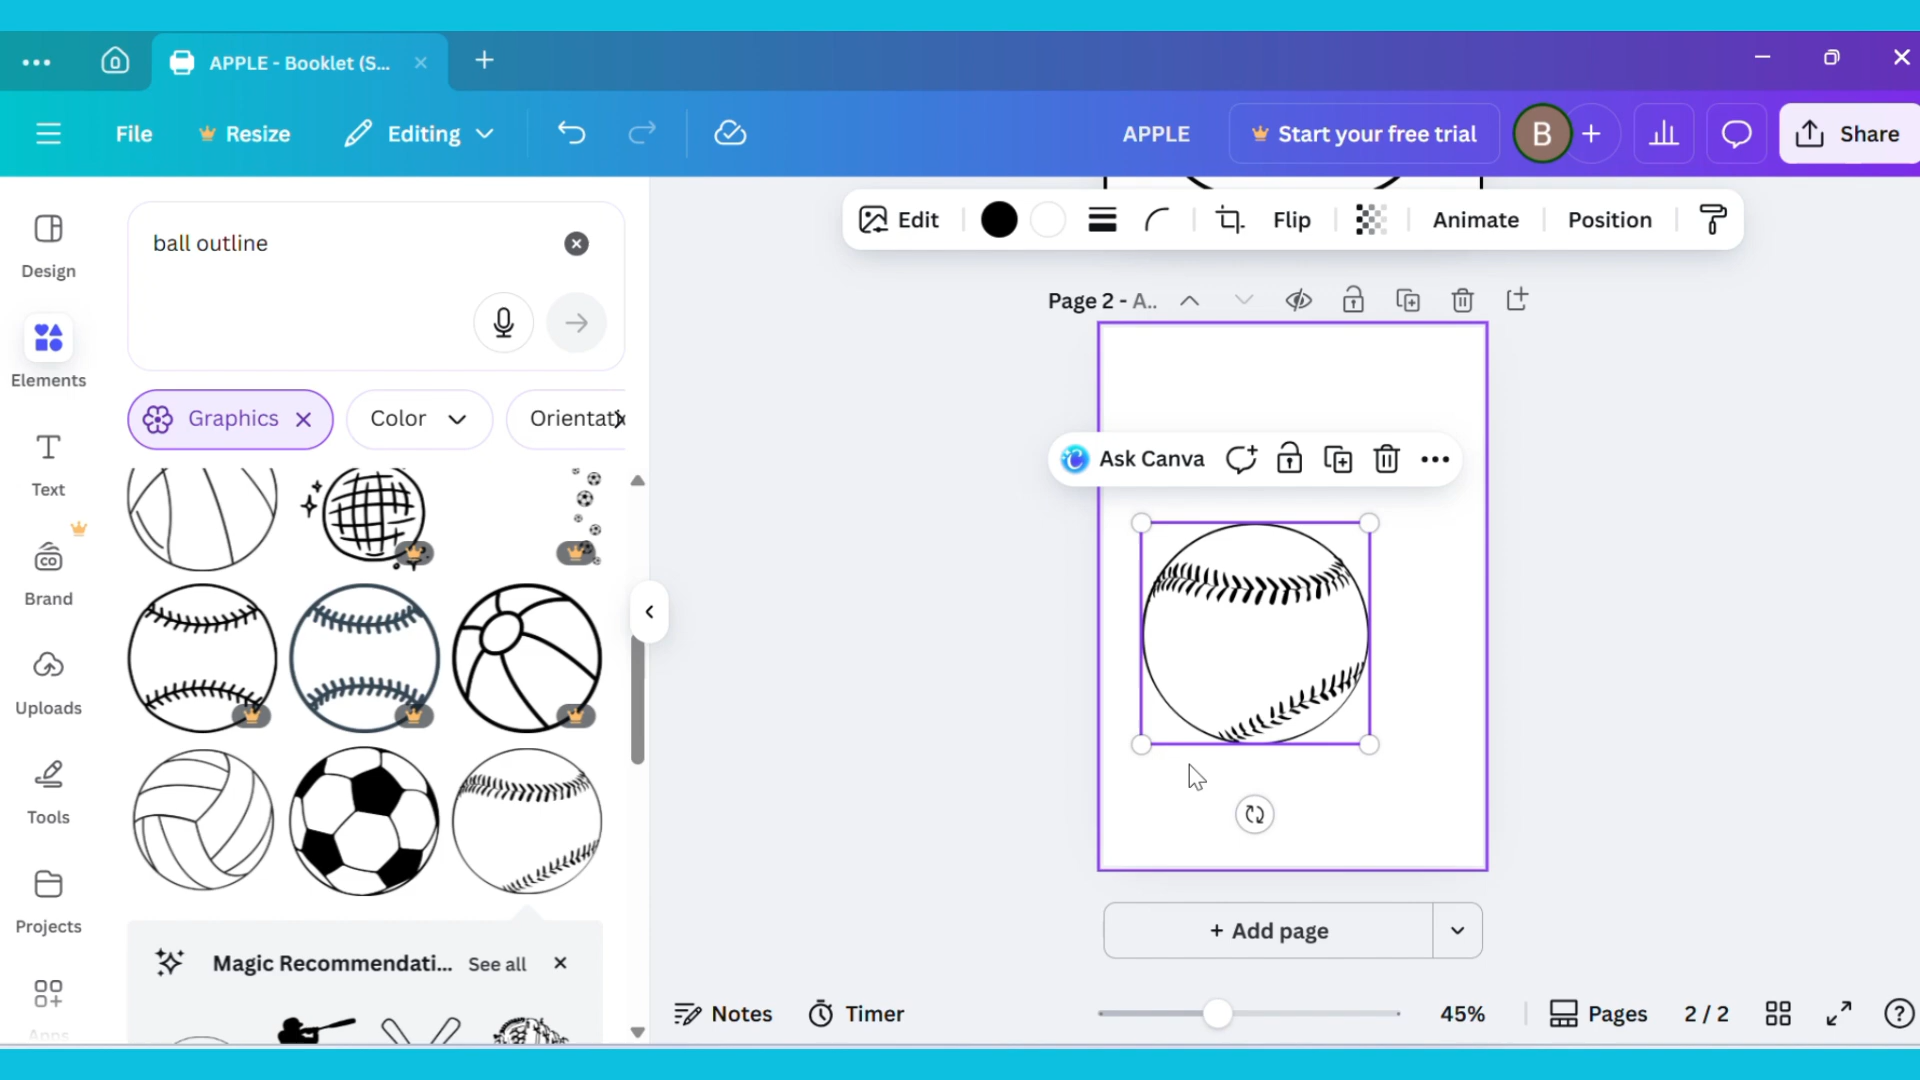 APPLE - Booklet (S...
File
Resize
Editing
APPLE
Start your free trial
B
Share
Edit
Flip
Animate
Position
Design
Elements
Text
Brand
Uploads
Tools
Projects
Apps
ball outline
Graphics
Color
Orientati
Magic Recommendati...
See all
Page 2 - A..
Ask Canva
+ Add page
Notes
Timer
45%
Pages
2 / 2